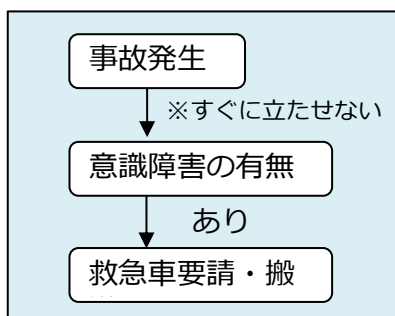 事故発生
※すぐに立たせない
意識障害の有無
あり
救急車要請・搬